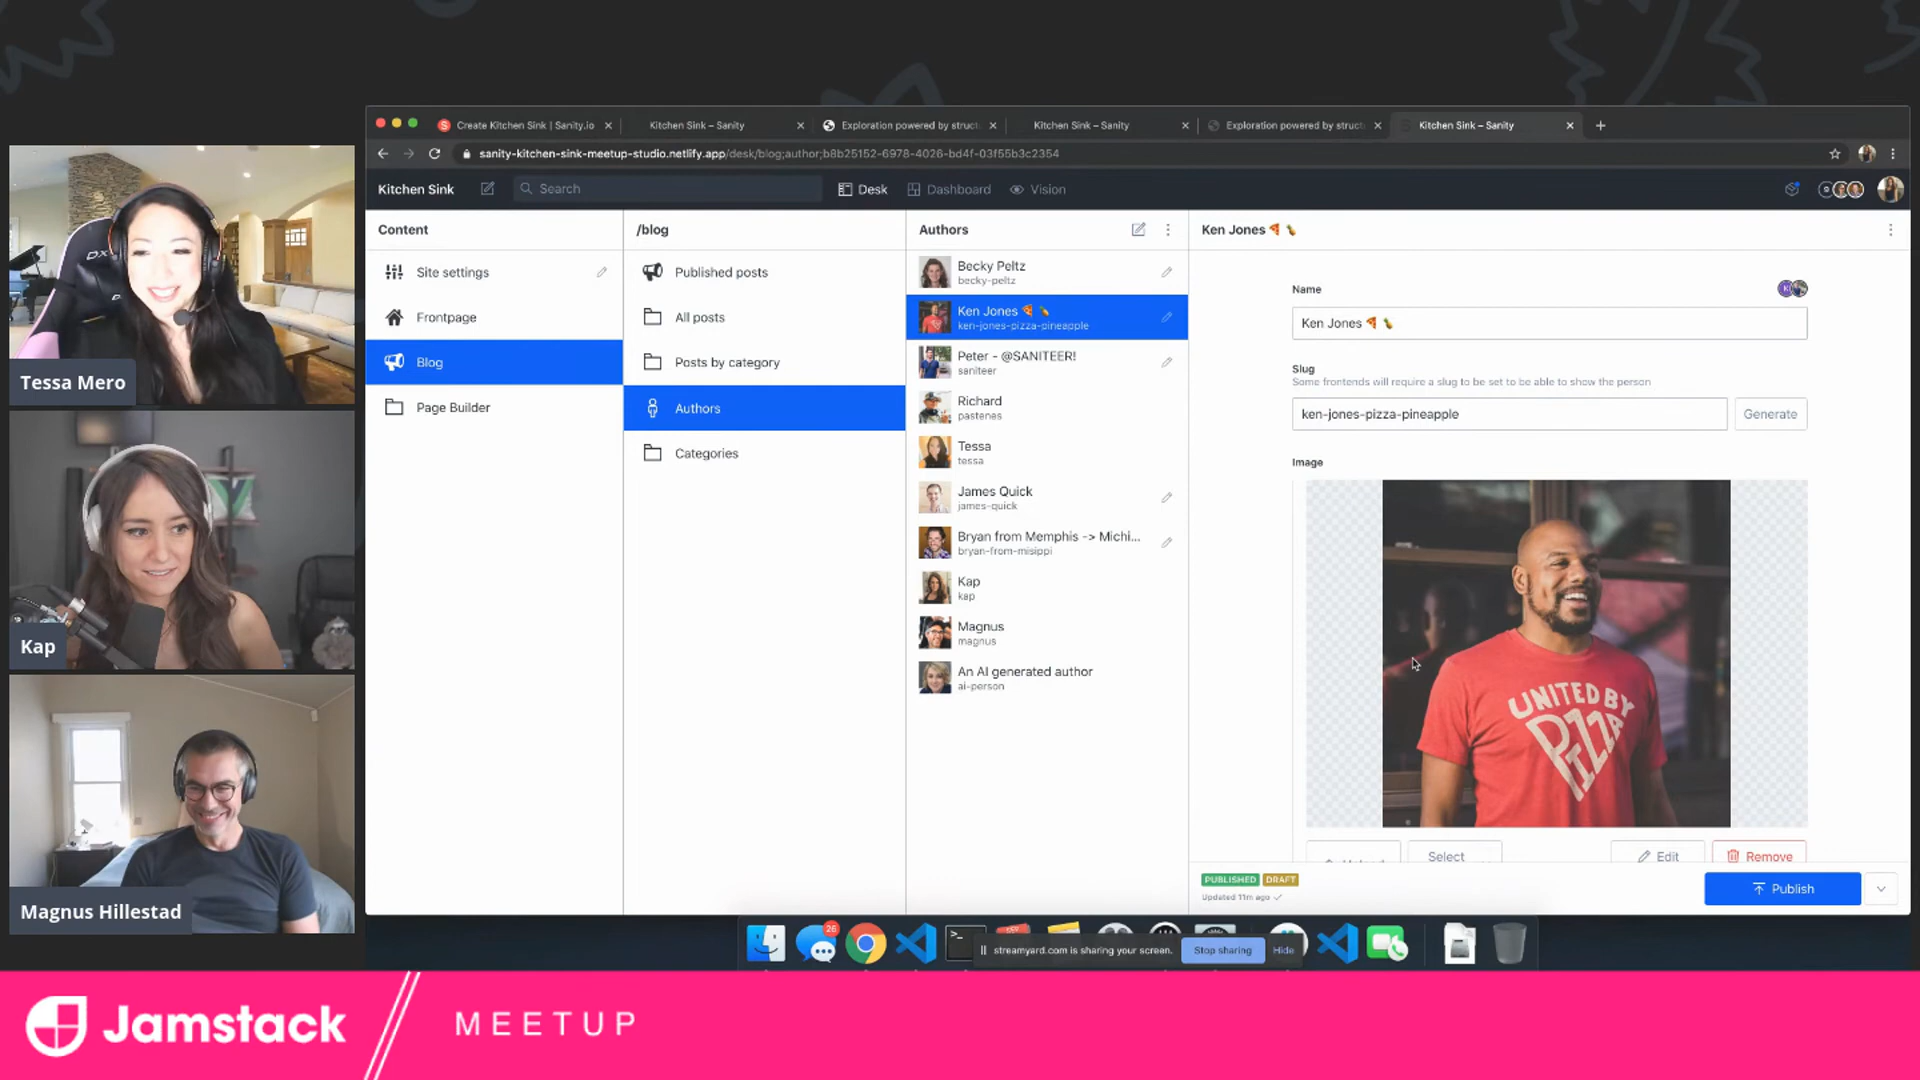 Create Kitchen Sink | Sanity.io
Kitchen Sink – Sanity
Exploration powered by struct
Kitchen Sink – Sanity
Exploration powered by struct
Kitchen Sink – Sanity
sanity-kitchen-sink-meetup-studio.netlify.app/desk/blog;author;b8b25152-6978-4026-bd4f-03f55b3c2354
Kitchen Sink
Search
Desk
Dashboard
Vision
Content
Site settings
Frontpage
Blog
Page Builder
/blog
Published posts
All posts
Posts by category
Authors
Categories
Authors
Becky Peltz
becky-peltz
Ken Jones 🍕 🍍
ken-jones-pizza-pineapple
Peter - @SANITEER!
saniteer
Richard
pastenes
Tessa
tessa
James Quick
james-quick
Bryan from Memphis -> Michi...
bryan-from-misippi
Kap
kap
Magnus
magnus
An AI generated author
ai-person
Ken Jones 🍕 🍍
Name
K
Ken Jones 🍕 🍍
Slug
Some frontends will require a slug to be set to be able to show the person
ken-jones-pizza-pineapple
Generate
Image
UNITED BY
PIZZA
Select
Edit
Remove
PUBLISHED
DRAFT
Updated 11m ago
Publish
Tessa Mero
Kap
Magnus Hillestad
26
streamyard.com is sharing your screen.
Stop sharing
Hide
Jamstack
MEETUP